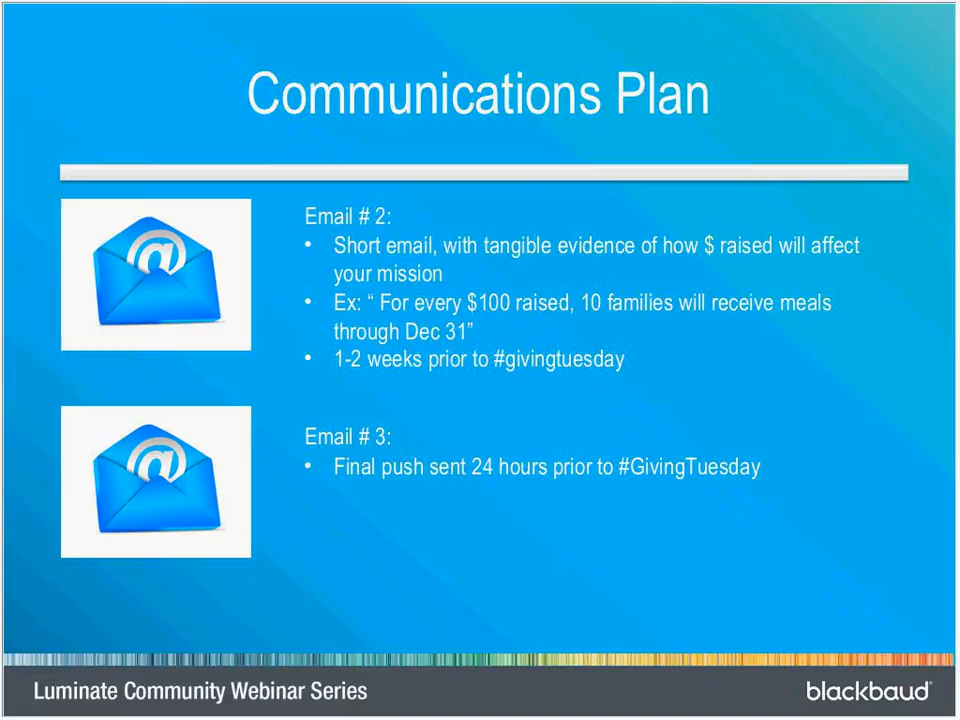 Communications Plan
Email # 2:
• Short email, with tangible evidence of how $ raised will affect
your mission
• Ex: “ For every $100 raised, 10 families will receive meals
through Dec 31”
• 1-2 weeks prior to #givingtuesday
Email # 3:
• Final push sent 24 hours prior to #GivingTuesday
Luminate Community Webinar Series
blackbaud